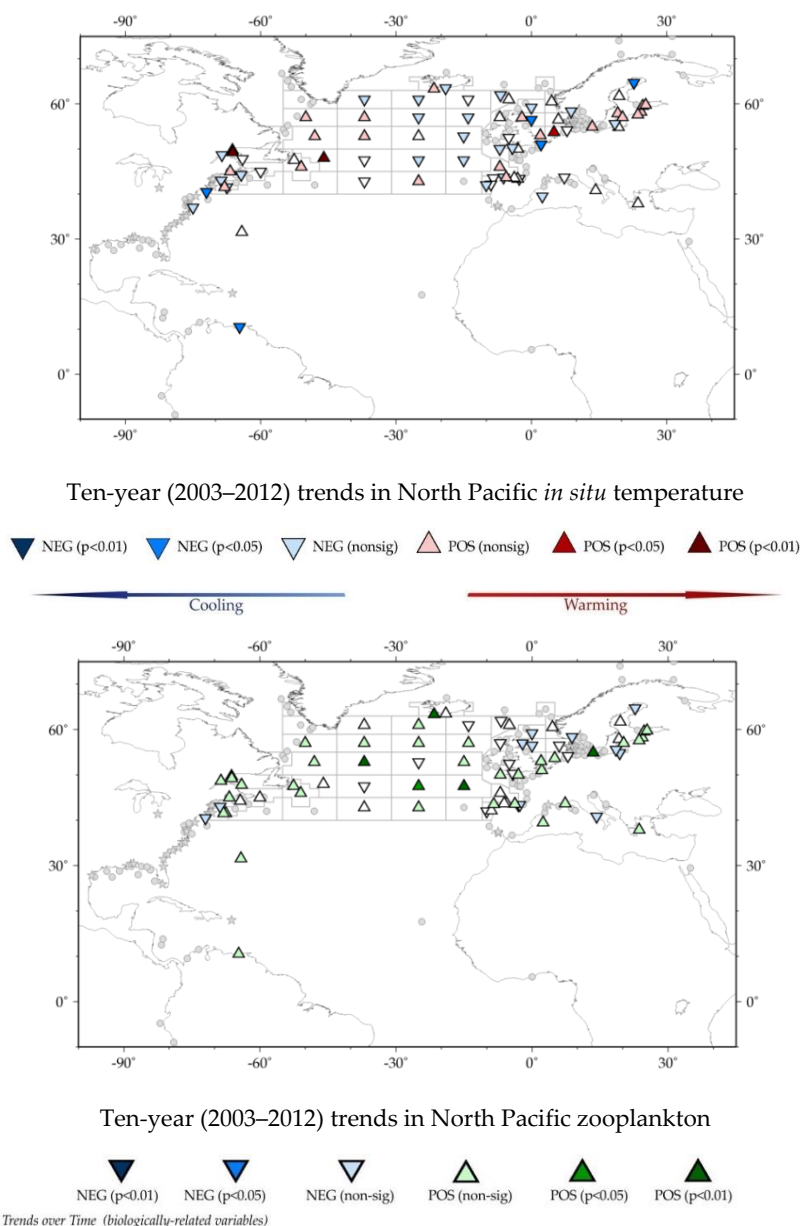 -90° -60° -30° 0° 30°
60° 60°
30° 30°
0° 0°
-90° -60° -30° 0° 30°
Ten-year (2003–2012) trends in North Pacific in situ temperature
NEG (p<0.01) NEG (p<0.05) NEG (nonsig) POS (nonsig) POS (p<0.05) POS (p<0.01)
Cooling Warming
-90° -60° -30° 0° 30°
60° 60°
30° 30°
0° 0°
-90° -60° -30° 0° 30°
Ten-year (2003–2012) trends in North Pacific zooplankton
NEG (p<0.01) NEG (p<0.05) NEG (non-sig) POS (non-sig) POS (p<0.05) POS (p<0.01)
Trends over Time (biologically-related variables)